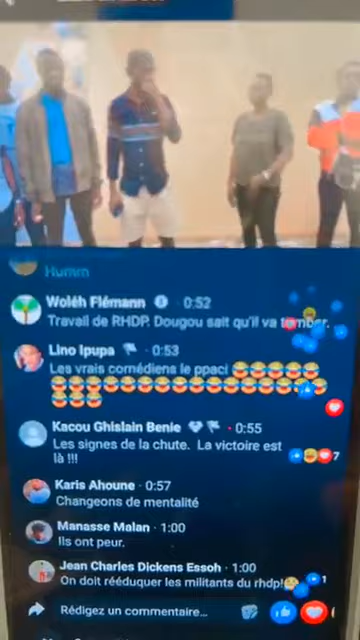 Humm
Woléh Flémann · 0:52
Travail de RHDP. Dougou sait qu'il va tomber.
Lino Ipupa · 0:53
Les vrais comédiens le ppaci
Kacou Ghislain Benie · 0:55
Les signes de la chute. La victoire est
là !!!
7
Karis Ahoune · 0:57
Changeons de mentalité
Manasse Malan · 1:00
Ils ont peur.
Jean Charles Dickens Essoh · 1:00
On doit rééduquer les militants du rhdp!
1
Rédigez un commentaire...